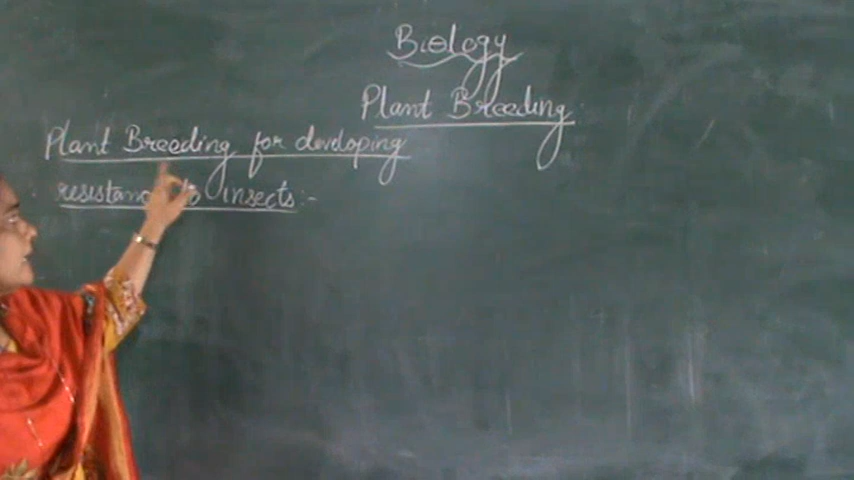 Biology
Plant Breeding
Plant Breeding for developing
resistance to insects :-